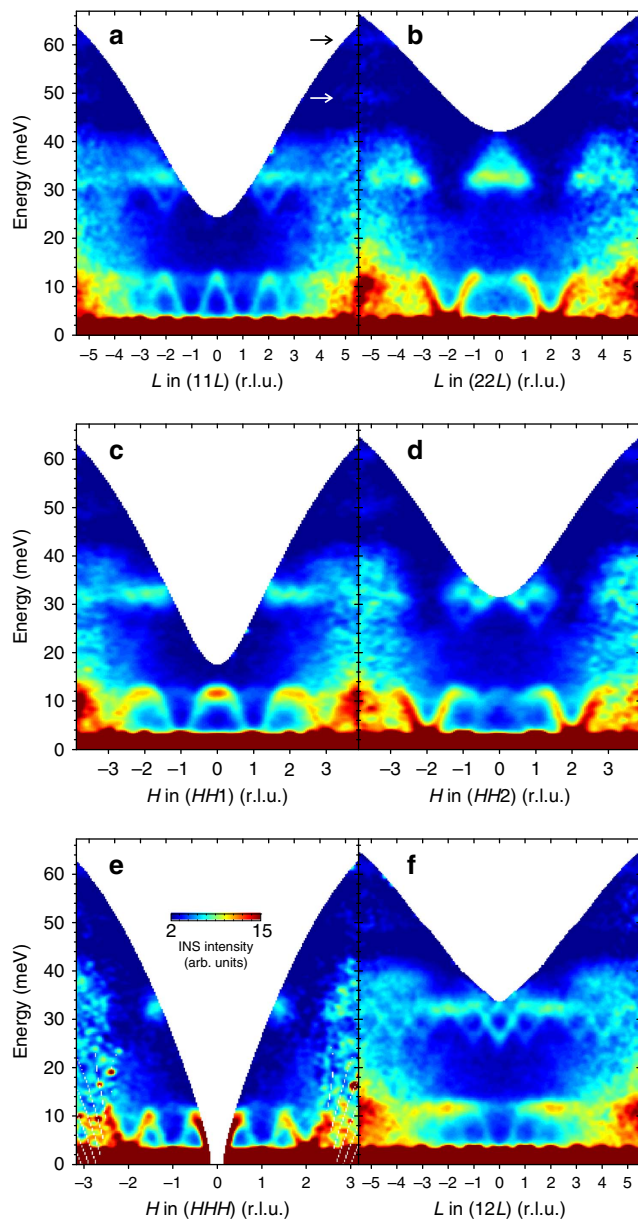 a
b
60
50
40
30
20
10
0
Energy (meV)
−5 −4 −3 −2 −1 0 1 2 3 4 5
−5 −4 −3 −2 −1 0 1 2 3 4 5
L in (11L) (r.l.u.)
L in (22L) (r.l.u.)
c
d
60
50
40
30
20
10
0
Energy (meV)
−3 −2 −1 0 1 2 3
−3 −2 −1 0 1 2 3
H in (HH1) (r.l.u.)
H in (HH2) (r.l.u.)
e
f
60
50
40
30
20
10
0
Energy (meV)
2 15
INS intensity
(arb. units)
−3 −2 −1 0 1 2 3
−5 −4 −3 −2 −1 0 1 2 3 4 5
H in (HHH) (r.l.u.)
L in (12L) (r.l.u.)